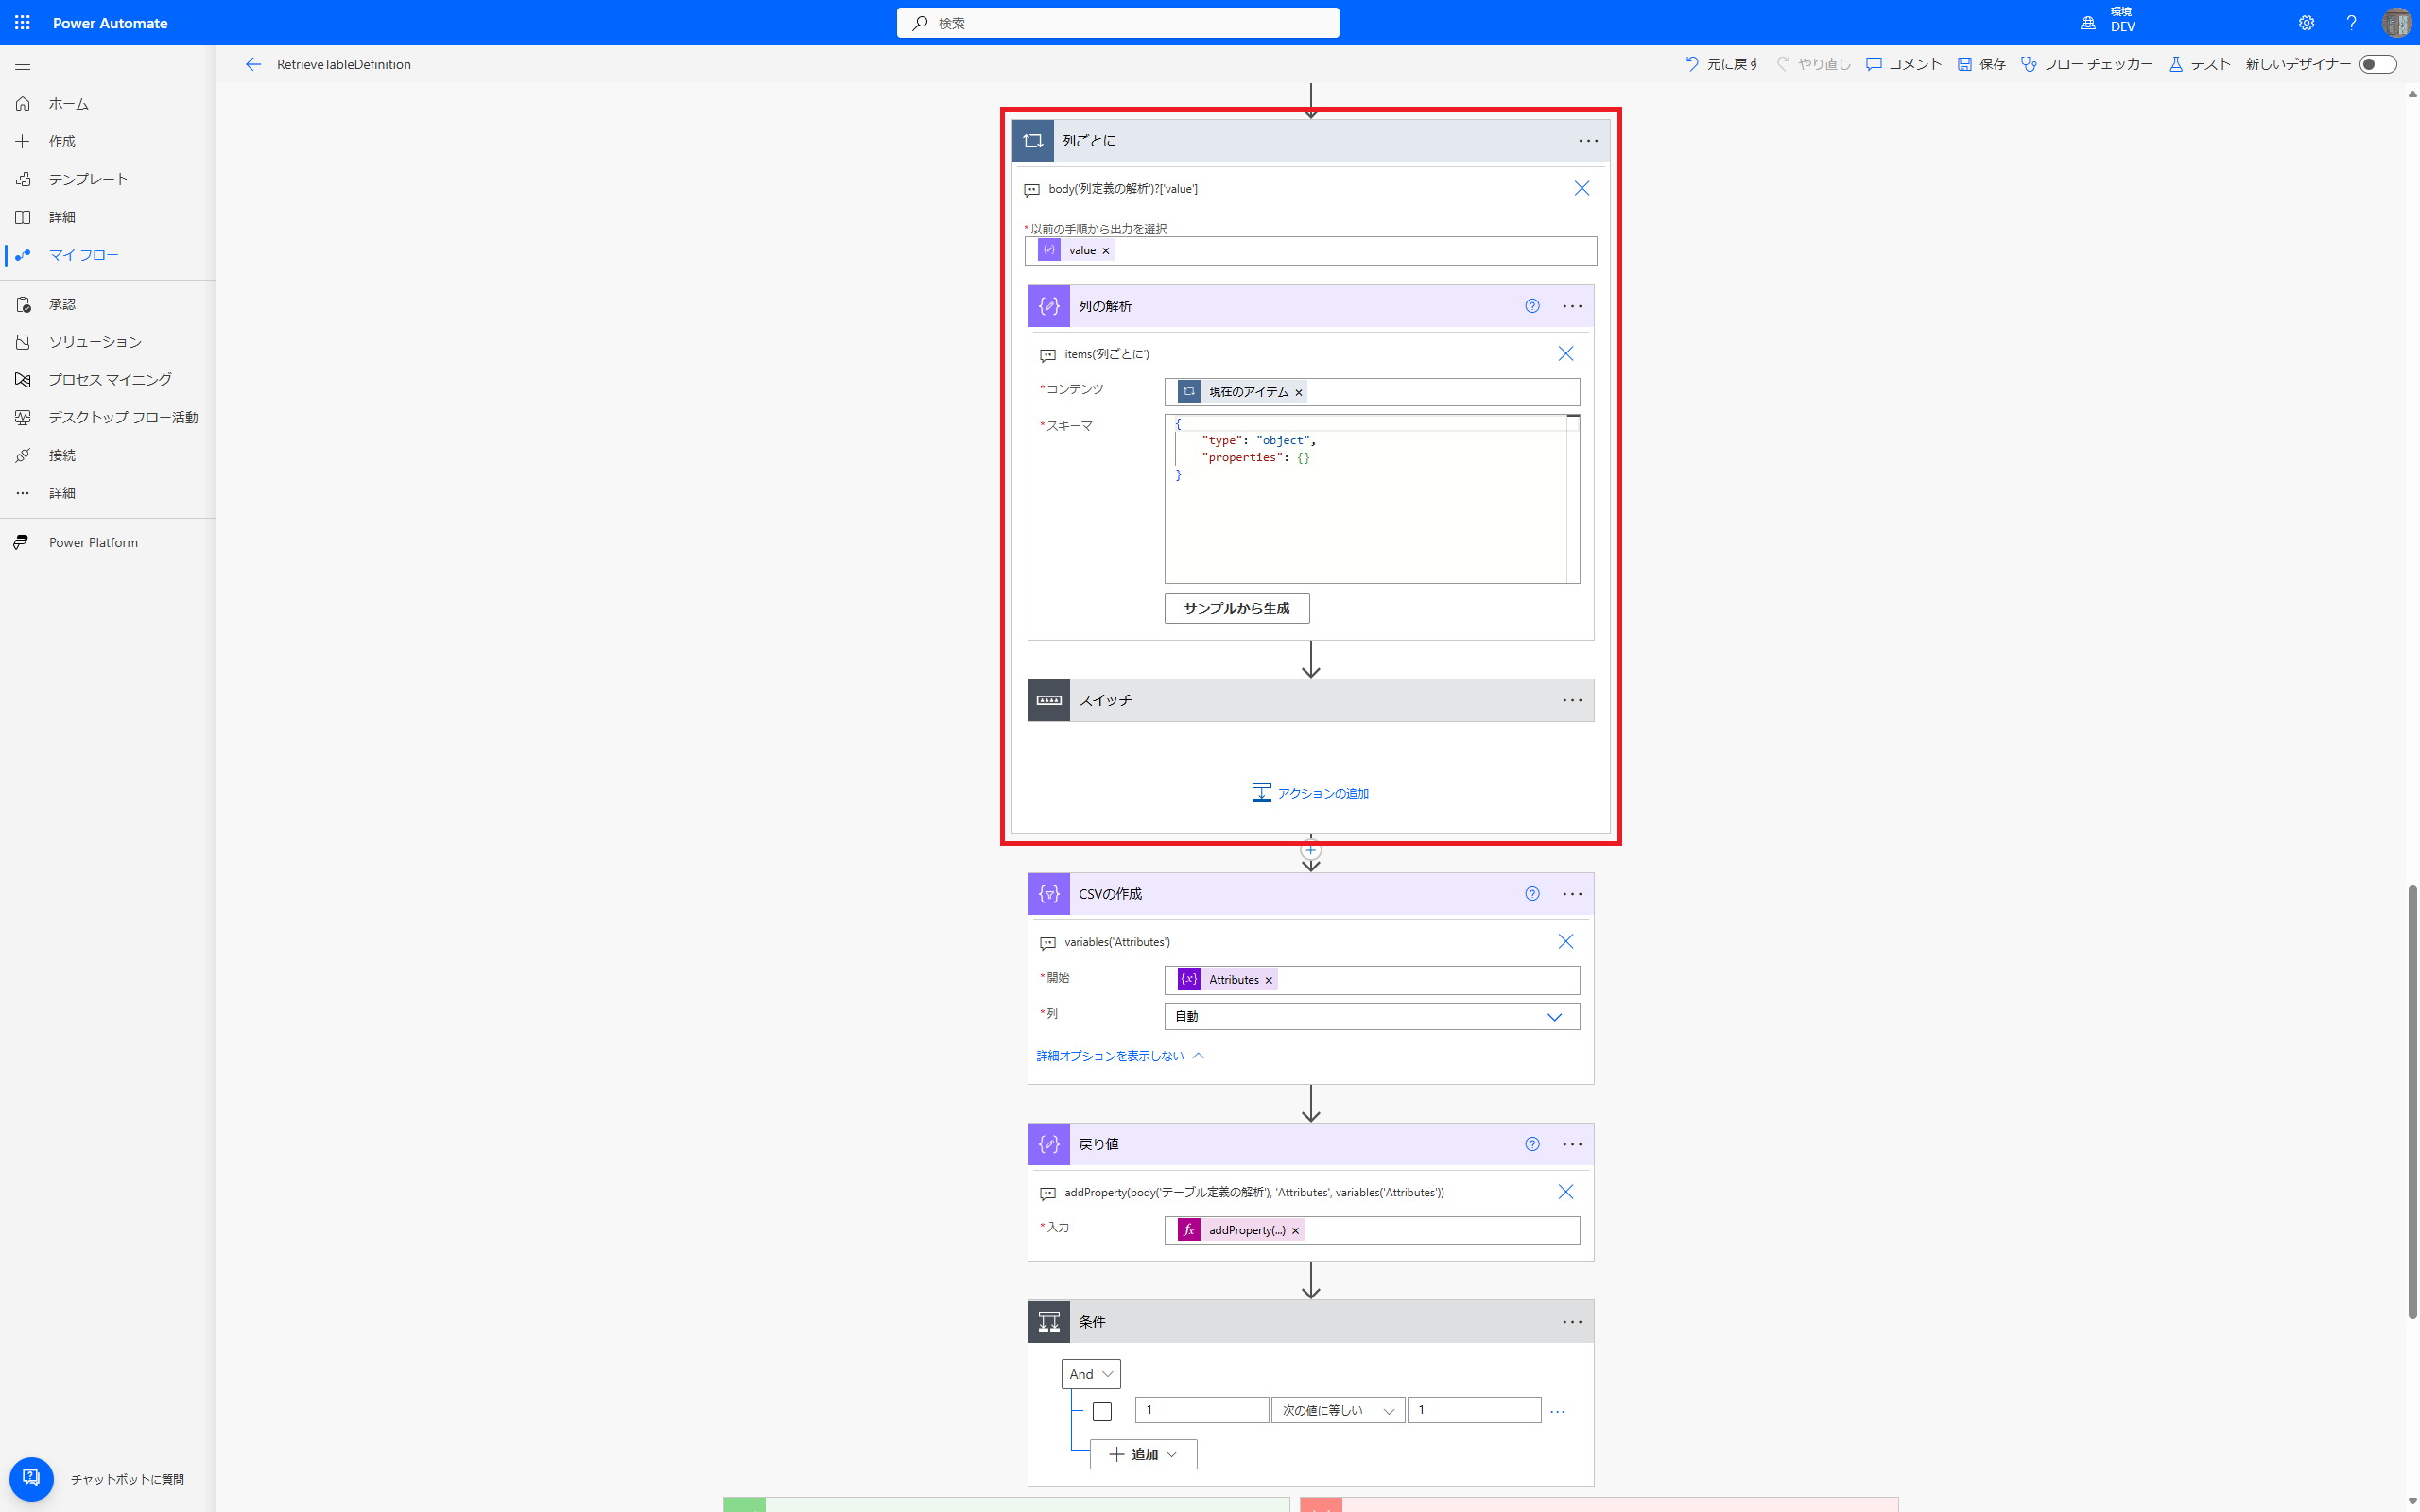 Power Automate
検索
環境
DEV
RetrieveTableDefinition
元に戻す
やり直し
コメント
保存
フロー チェッカー
テスト
新しいデザイナー
ホーム
作成
テンプレート
詳細
マイ フロー
承認
ソリューション
プロセス マイニング
デスクトップ フロー活動
接続
詳細
Power Platform
チャットボットに質問
列ごとに
body('列定義の解析')?['value']
*以前の手順から出力を選択
value
列の解析
items('列ごとに')
*コンテンツ
現在のアイテム
*スキーマ
{
"type": "object",
"properties": {}
}
サンプルから生成
スイッチ
アクションの追加
CSVの作成
variables('Attributes')
*開始
Attributes
*列
自動
詳細オプションを表示しない
戻り値
addProperty(body('テーブル定義の解析'), 'Attributes', variables('Attributes'))
*入力
addProperty(...)
条件
And
1 次の値に等しい 1
追加